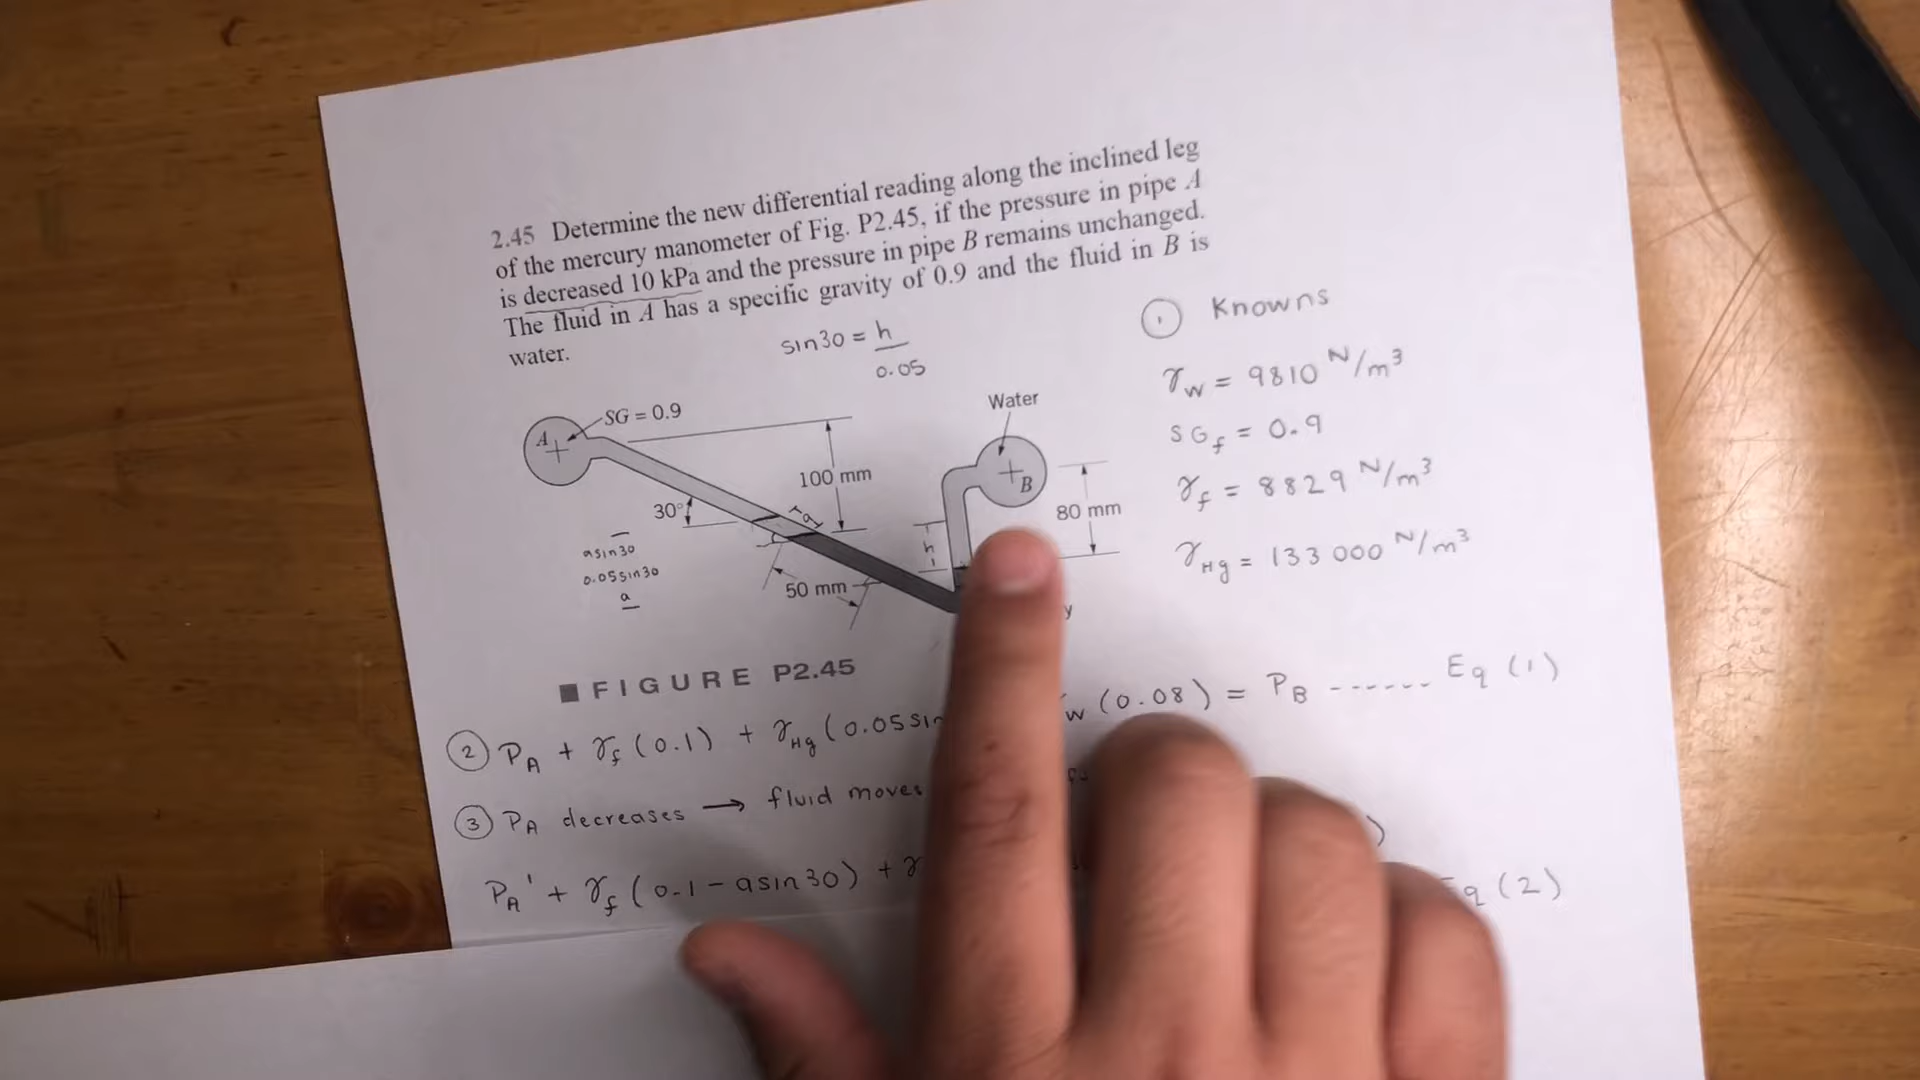 2.45 Determine the new differential reading along the inclined leg
of the mercury manometer of Fig. P2.45, if the pressure in pipe A
is decreased 10 kPa and the pressure in pipe B remains unchanged.
The fluid in A has a specific gravity of 0.9 and the fluid in B is
water.
sin30 = h / 0.05
① Knowns
γw = 9810 N/m³
SGf = 0.9
γf = 8829 N/m³
γHg = 133 000 N/m³
A
SG = 0.9
Water
B
100 mm
80 mm
30°
a
h
50 mm
asin30
0.05sin30
a
y
FIGURE P2.45
② PA + γf (0.1) + γHg (0.05sin w (0.08) = PB ------ Eq (1)
③ PA decreases → fluid moves
PA' + γf (0.1 - asin30) + γ Eq (2)